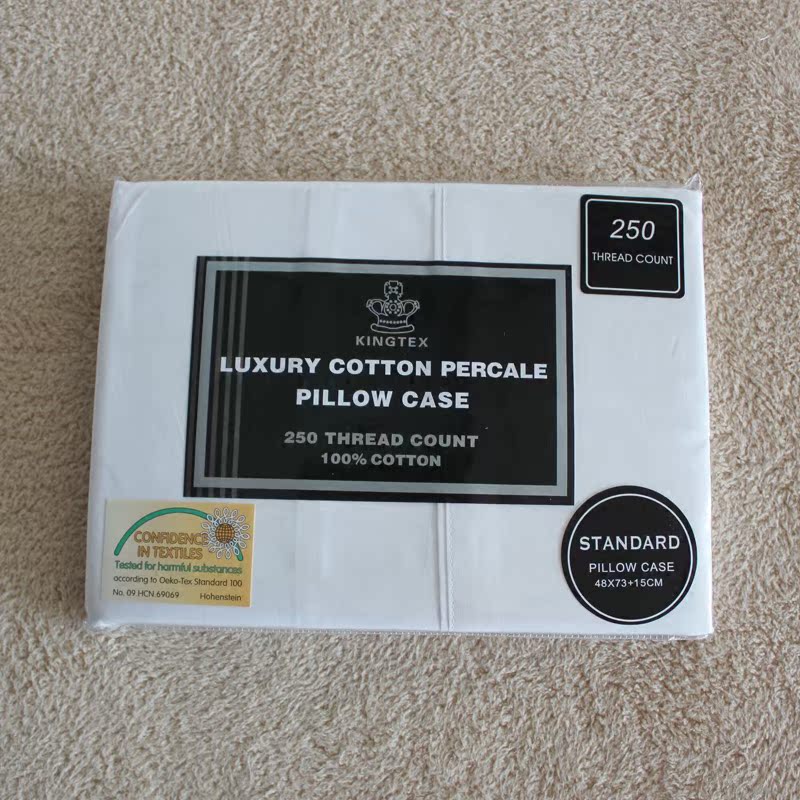 250
THREAD COUNT
KINGTEX
LUXURY COTTON PERCALE
PILLOW CASE
250 THREAD COUNT
100% COTTON
CONFIDENCE
IN TEXTILES
Tested for harmful substances
according to Oeko-Tex Standard 100
No. 09.HCN.69069 Hohenstein
STANDARD
PILLOW CASE
48X73+15CM